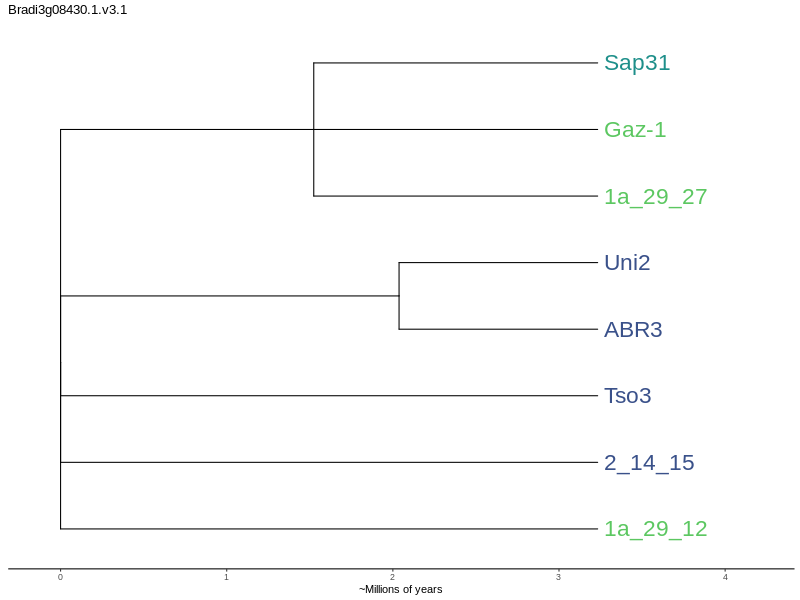 Bradi3g08430.1.v3.1
Sap31
Gaz-1
1a_29_27
Uni2
ABR3
Tso3
2_14_15
1a_29_12
0 1 2 3 4
~Millions of years